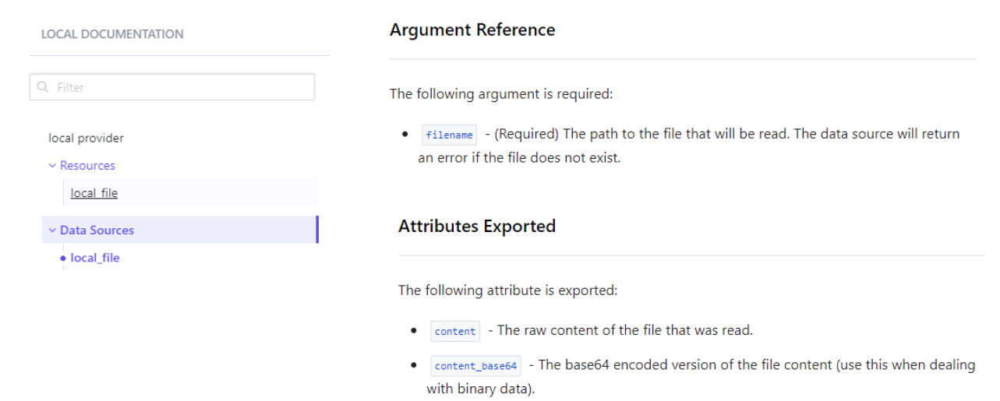 LOCAL DOCUMENTATION
Filter
local provider
Resources
local_file
Data Sources
local_file
Argument Reference
The following argument is required:
filename - (Required) The path to the file that will be read. The data source will return
an error if the file does not exist.
Attributes Exported
The following attribute is exported:
content - The raw content of the file that was read.
content_base64 - The base64 encoded version of the file content (use this when dealing
with binary data).